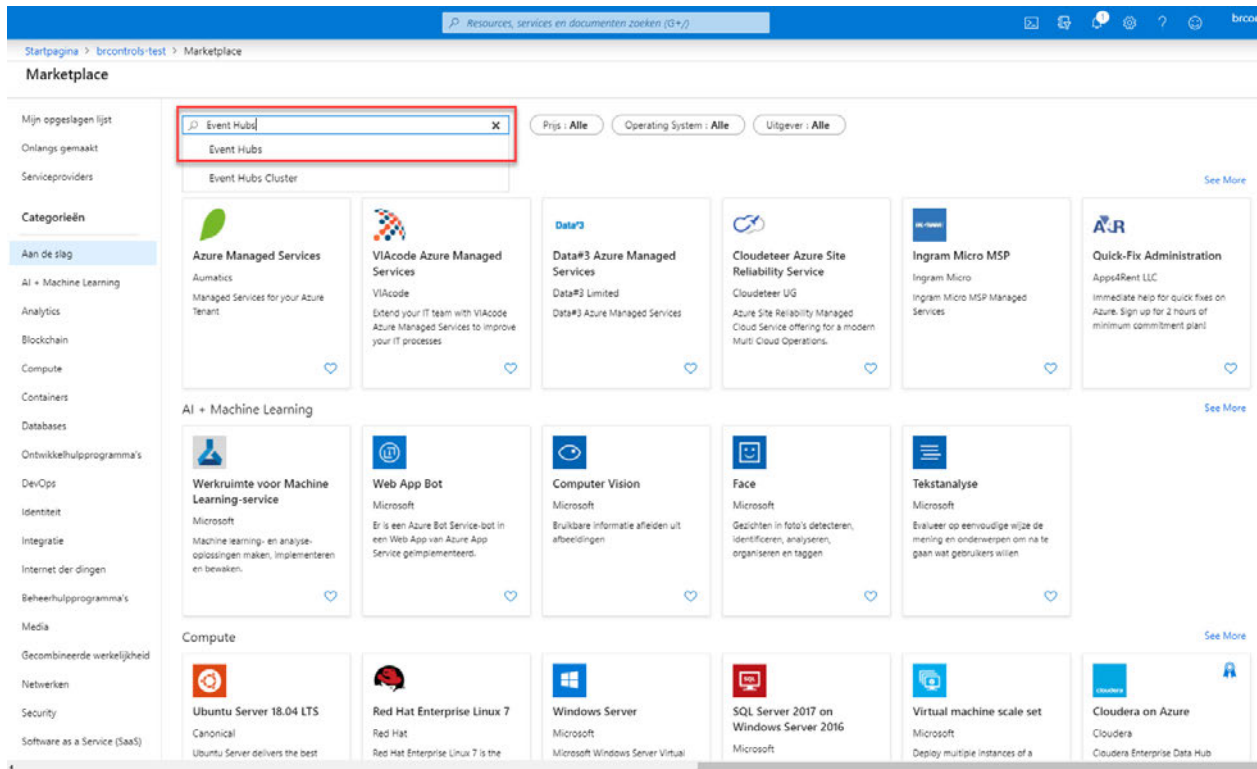 Resources, services en documenten zoeken (G+/)
brcon
Startpagina > brcontrols-test > Marketplace
Marketplace
Mijn opgeslagen lijst
Onlangs gemaakt
Serviceproviders
Categorieën
Aan de slag
AI + Machine Learning
Analytics
Blockchain
Compute
Containers
Databases
Ontwikkelhulpprogramma's
DevOps
Identiteit
Integratie
Internet der dingen
Beheerhulpprogramma's
Media
Gecombineerde werkelijkheid
Netwerken
Security
Software as a Service (SaaS)
Event Hubs
Prijs : Alle
Operating System : Alle
Uitgever : Alle
Event Hubs
Event Hubs Cluster
See More
Azure Managed Services
Aumatics
Managed Services for your Azure
Tenant
VIAcode Azure Managed
Services
VIAcode
Extend your IT team with VIAcode
Azure Managed Services to improve
your IT processes
Data#3
Data#3 Azure Managed
Services
Data#3 Limited
Data#3 Azure Managed Services
Cloudeteer Azure Site
Reliability Service
Cloudeteer UG
Azure Site Reliability Managed
Cloud Service offering for a modern
Multi Cloud Operations.
Ingram Micro MSP
Ingram Micro
Ingram Micro MSP Managed
Services
Quick-Fix Administration
Apps4Rent LLC
Immediate help for quick fixes on
Azure. Sign up for 2 hours of
minimum commitment plan!
AI + Machine Learning
See More
Werkruimte voor Machine
Learning-service
Microsoft
Machine learning- en analyse-
oplossingen maken, implementeren
en bewaken.
Web App Bot
Microsoft
Er is een Azure Bot Service-bot in
een Web App van Azure App
Service geïmplementeerd.
Computer Vision
Microsoft
Bruikbare informatie afleiden uit
afbeeldingen
Face
Microsoft
Gezichten in foto's detecteren,
identificeren, analyseren,
organiseren en taggen
Tekstanalyse
Microsoft
Evalueer op eenvoudige wijze de
mening en onderwerpen om na te
gaan wat gebruikers willen
Compute
See More
Ubuntu Server 18.04 LTS
Canonical
Ubuntu Server delivers the best
Red Hat Enterprise Linux 7
Red Hat
Red Hat Enterprise Linux 7 is the
Windows Server
Microsoft
Microsoft Windows Server Virtual
SQL
SQL Server 2017 on
Windows Server 2016
Microsoft
Virtual machine scale set
Microsoft
Deploy multiple instances of a
cloudera
Cloudera on Azure
Cloudera
Cloudera Enterprise Data Hub